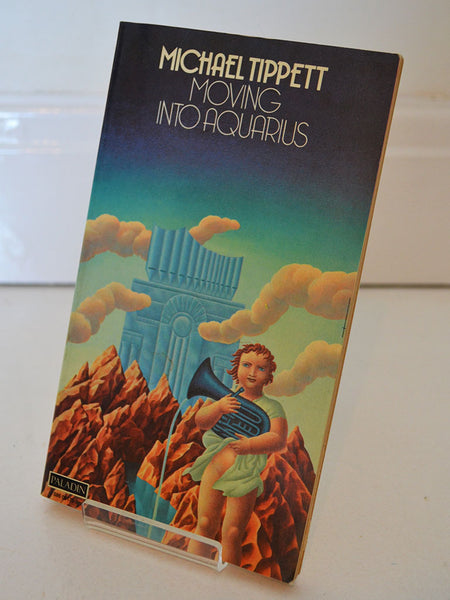 MICHAEL TIPPETT
MOVING
INTO AQUARIUS
PALADIN